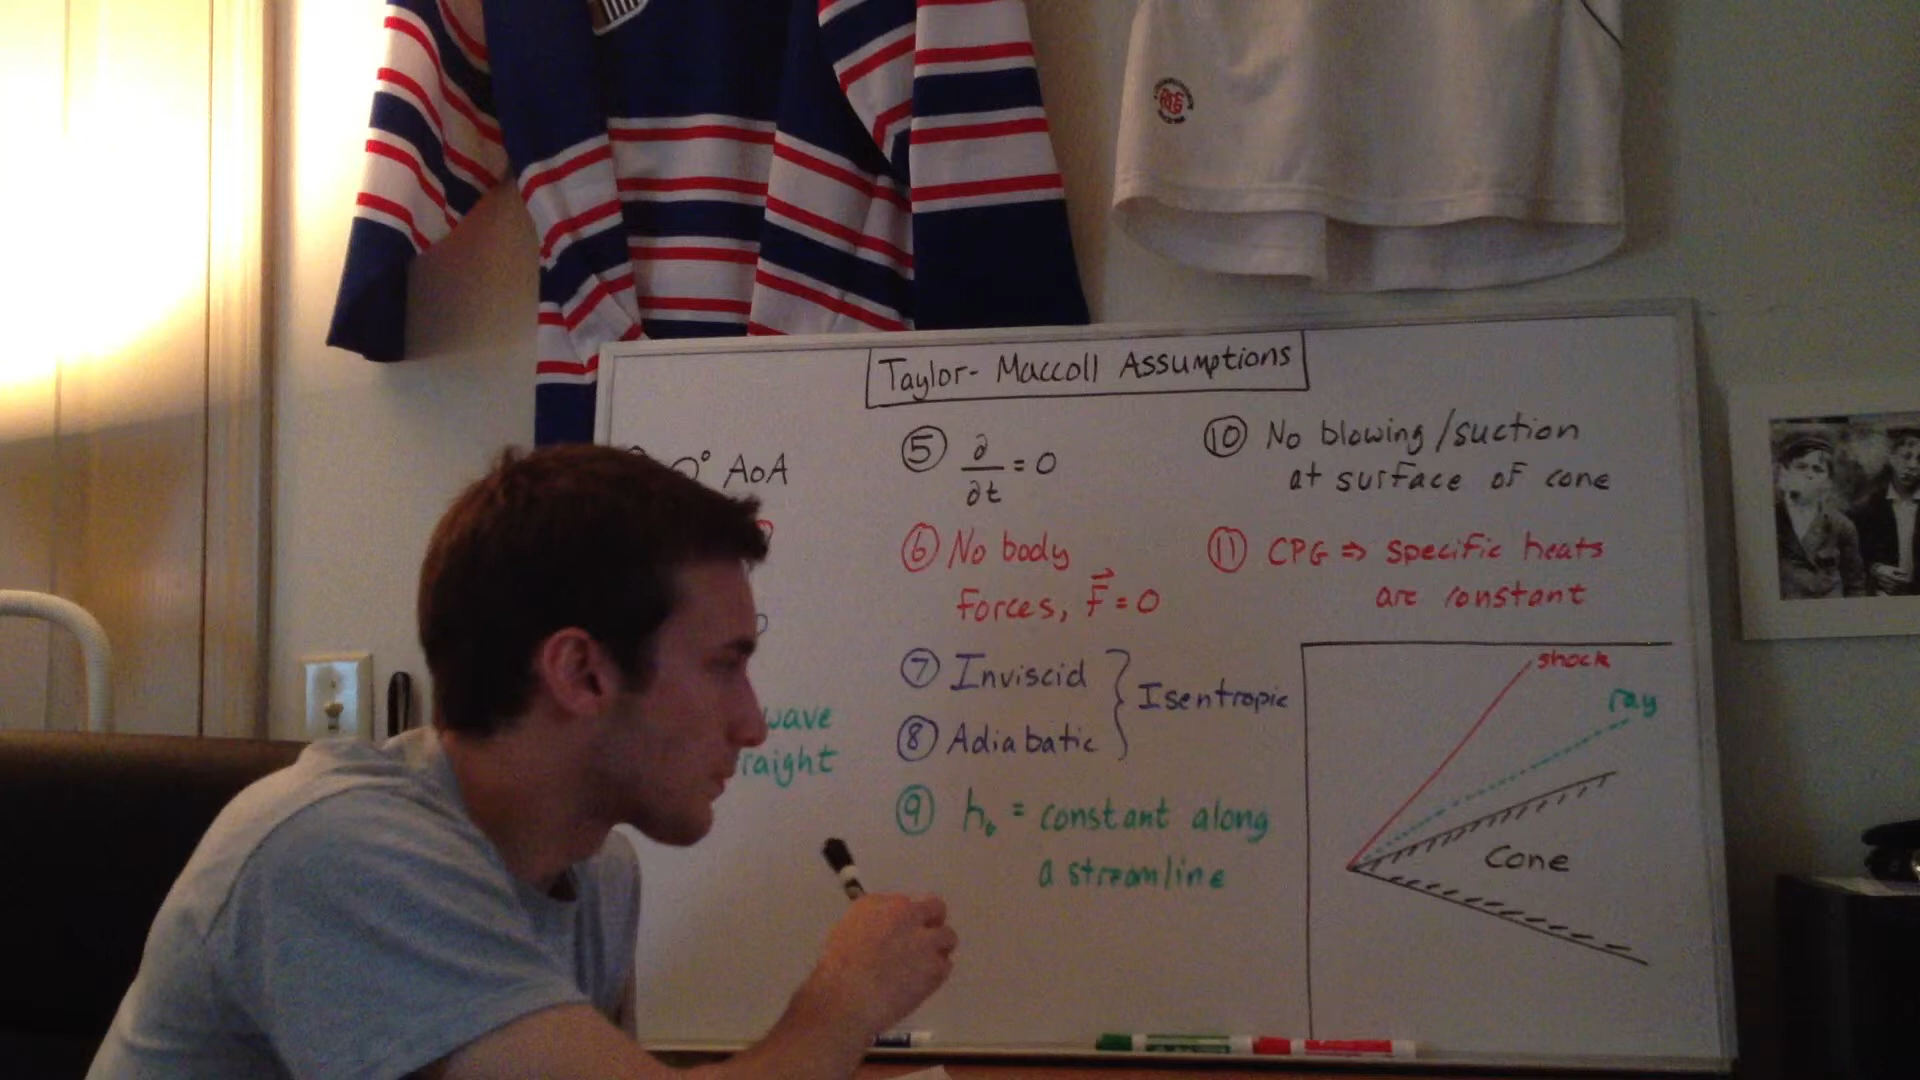 Taylor-Maccoll Assumptions
0° AoA
wave
raight
⑤ ∂/∂t = 0
⑥ No body
forces, F⃗ = 0
⑦ Inviscid
⑧ Adiabatic
} Isentropic
⑨ h₀ = constant along
a streamline
⑩ No blowing/suction
at surface of cone
⑪ CPG ⇒ specific heats
are constant
shock
ray
Cone